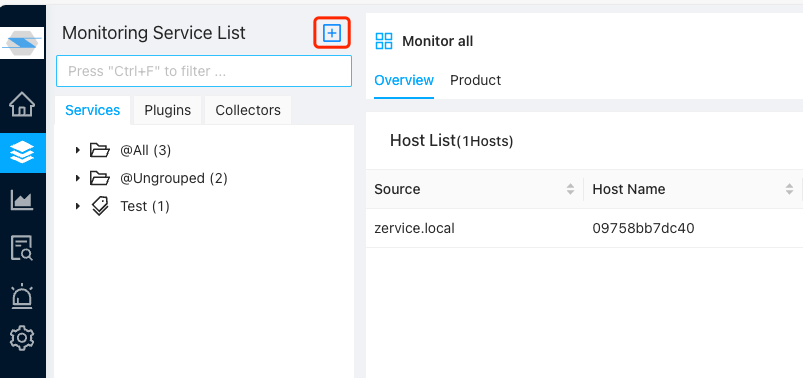 Monitoring Service List
Press "Ctrl+F" to filter ...
Services Plugins Collectors
@All (3)
@Ungrouped (2)
Test (1)
Monitor all
Overview Product
Host List(1Hosts)
Source Host Name
zervice.local 09758bb7dc40